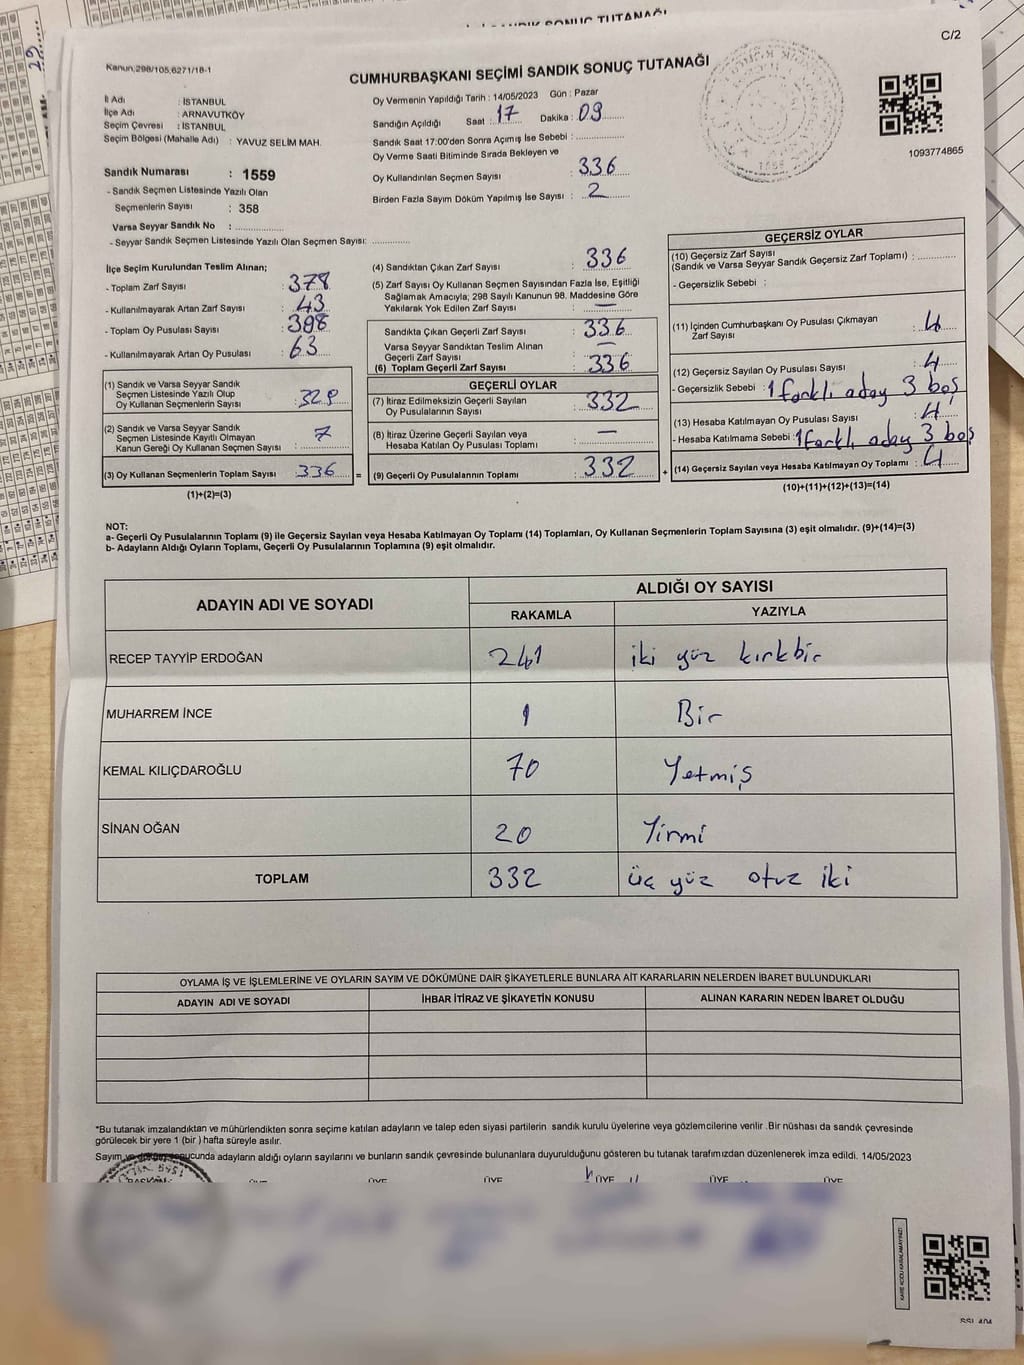 C/2
Kanun:298/105,6271/18-1
CUMHURBAŞKANI SEÇİMİ SANDIK SONUÇ TUTANAĞI
İl Adı : İSTANBUL
İlçe Adı : ARNAVUTKÖY
Seçim Çevresi : İSTANBUL
Seçim Bölgesi (Mahalle Adı) : YAVUZ SELİM MAH.
Sandık Numarası : 1559
- Sandık Seçmen Listesinde Yazılı Olan
Seçmenlerin Sayısı : 358
Varsa Seyyar Sandık No :
- Seyyar Sandık Seçmen Listesinde Yazılı Olan Seçmen Sayısı:
Oy Vermenin Yapıldığı Tarih : 14/05/2023 Gün : Pazar
Sandığın Açıldığı Saat : 17 Dakika : 09
Sandık Saat 17:00'den Sonra Açımış İse Sebebi :
Oy Verme Saati Bitiminde Sırada Bekleyen ve
Oy Kullandırılan Seçmen Sayısı : 336
Birden Fazla Sayım Döküm Yapılmış İse Sayısı : 2
1093774865
İlçe Seçim Kurulundan Teslim Alınan;
- Toplam Zarf Sayısı : 378
- Kullanılmayarak Artan Zarf Sayısı : 43
- Toplam Oy Pusulası Sayısı : 398
- Kullanılmayarak Artan Oy Pusulası : 63
(1) Sandık ve Varsa Seyyar Sandık
Seçmen Listesinde Yazılı Olup
Oy Kullanan Seçmenlerin Sayısı : 329
(2) Sandık ve Varsa Seyyar Sandık
Seçmen Listesinde Kayıtlı Olmayan
Kanun Gereği Oy Kullanan Seçmen Sayısı : 7
(3) Oy Kullanan Seçmenlerin Toplam Sayısı : 336 =
(1)+(2)=(3)
(4) Sandıktan Çıkan Zarf Sayısı : 336
(5) Zarf Sayısı Oy Kullanan Seçmen Sayısından Fazla İse, Eşitliği
Sağlamak Amacıyla; 298 Sayılı Kanunun 98. Maddesine Göre
Yakılarak Yok Edilen Zarf Sayısı : —
Sandıkta Çıkan Geçerli Zarf Sayısı : 336
Varsa Seyyar Sandıktan Teslim Alınan
Geçerli Zarf Sayısı : —
(6) Toplam Geçerli Zarf Sayısı : 336
GEÇERLİ OYLAR
(7) İtiraz Edilmeksizin Geçerli Sayılan
Oy Pusulalarının Sayısı : 332
(8) İtiraz Üzerine Geçerli Sayılan veya
Hesaba Katılan Oy Pusulası Toplamı : —
(9) Geçerli Oy Pusulalarının Toplamı : 332 +
GEÇERSİZ OYLAR
(10) Geçersiz Zarf Sayısı
(Sandık ve Varsa Seyyar Sandık Geçersiz Zarf Toplamı) :
- Geçersizlik Sebebi :
(11) İçinden Cumhurbaşkanı Oy Pusulası Çıkmayan
Zarf Sayısı : 4
(12) Geçersiz Sayılan Oy Pusulası Sayısı : 4
- Geçersizlik Sebebi : 1 farklı aday 3 boş
(13) Hesaba Katılmayan Oy Pusulası Sayısı : 4
- Hesaba Katılmama Sebebi : 1 farklı aday 3 boş
(14) Geçersiz Sayılan veya Hesaba Katılmayan Oy Toplamı : 4
(10)+(11)+(12)+(13)=(14)
NOT:
a- Geçerli Oy Pusulalarının Toplamı (9) ile Geçersiz Sayılan veya Hesaba Katılmayan Oy Toplamı (14) Toplamları, Oy Kullanan Seçmenlerin Toplam Sayısına (3) eşit olmalıdır. (9)+(14)=(3)
b- Adayların Aldığı Oyların Toplamı, Geçerli Oy Pusulalarının Toplamına (9) eşit olmalıdır.
ADAYIN ADI VE SOYADI ALDIĞI OY SAYISI
RAKAMLA YAZIYLA
RECEP TAYYİP ERDOĞAN 241 iki yüz kırkbir
MUHARREM İNCE 1 Bir
KEMAL KILIÇDAROĞLU 70 Yetmiş
SİNAN OĞAN 20 Yirmi
TOPLAM 332 üç yüz otuz iki
OYLAMA İŞ VE İŞLEMLERİNE VE OYLARIN SAYIM VE DÖKÜMÜNE DAİR ŞİKAYETLERLE BUNLARA AİT KARARLARIN NELERDEN İBARET BULUNDUKLARI
ADAYIN ADI VE SOYADI İHBAR İTİRAZ VE ŞİKAYETİN KONUSU ALINAN KARARIN NEDEN İBARET OLDUĞU
*Bu tutanak imzalandıktan ve mühürlendikten sonra seçime katılan adayların ve talep eden siyasi partilerin sandık kurulu üyelerine veya gözlemcilerine verilir .Bir nüshası da sandık çevresinde
görülecek bir yere 1 (bir ) hafta süreyle asılır.
Sayım ve döküm sonucunda adayların aldığı oyların sayılarını ve bunların sandık çevresinde bulunanlara duyurulduğunu gösteren bu tutanak tarafımızdan düzenlenerek imza edildi. 14/05/2023
ÜYE ÜYE ÜYE ÜYE ÜYE ÜYE
KARE KODU KARALAMAYINIZ!